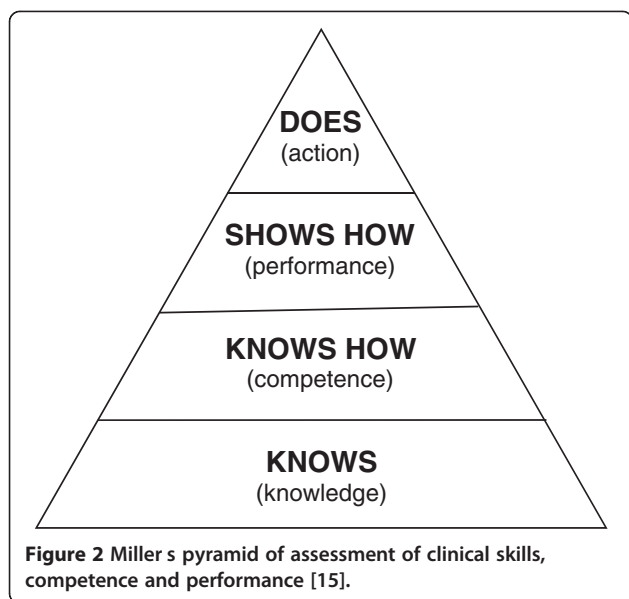 DOES
(action)
SHOWS HOW
(performance)
KNOWS HOW
(competence)
KNOWS
(knowledge)
Figure 2 Miller s pyramid of assessment of clinical skills,
competence and performance [15].